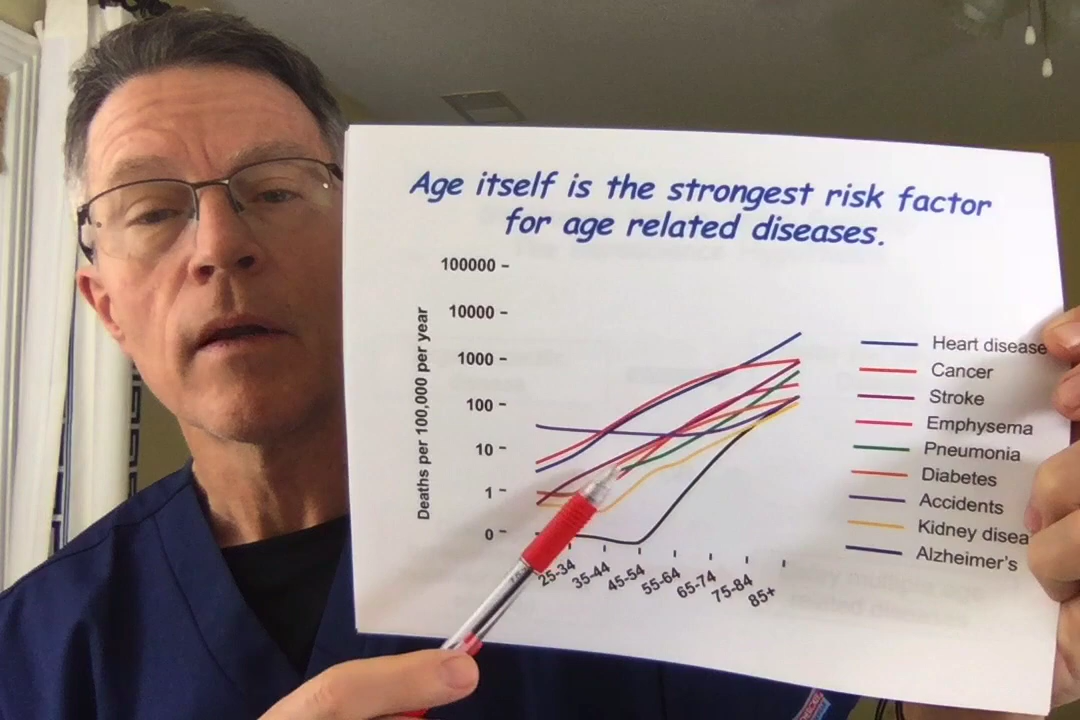 Age itself is the strongest risk factor
for age related diseases.
Deaths per 100,000 per year
100000
10000
1000
100
10
1
0
25-34
35-44
45-54
55-64
65-74
75-84
85+
Heart disease
Cancer
Stroke
Emphysema
Pneumonia
Diabetes
Accidents
Kidney disea
Alzheimer's